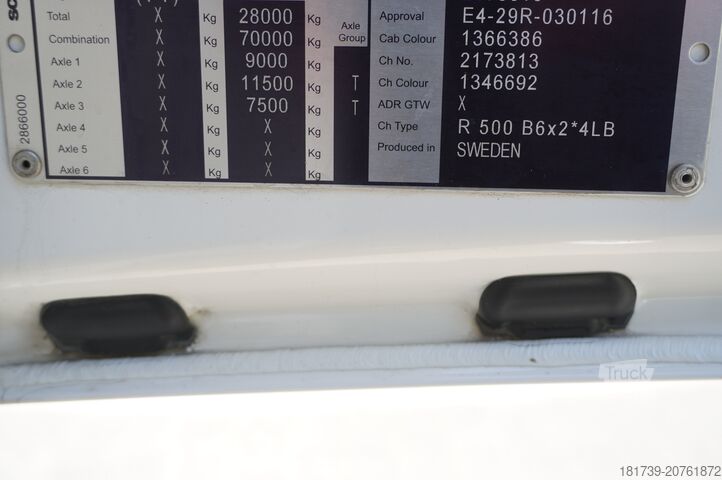 Total X Kg 28000 Kg Axle Group Approval E4-29R-030116
Combination X Kg 70000 Kg Cab Colour 1366386
Axle 1 X Kg 9000 Kg Ch No. 2173813
Axle 2 X Kg 11500 Kg T Ch Colour 1346692
Axle 3 X Kg 7500 Kg T ADR GTW X
Axle 4 X Kg X Kg Ch Type R 500 B6x2*4LB
Axle 5 X Kg X Kg Produced in SWEDEN
Axle 6 X Kg X Kg
2866000
Truck
181739-20761872